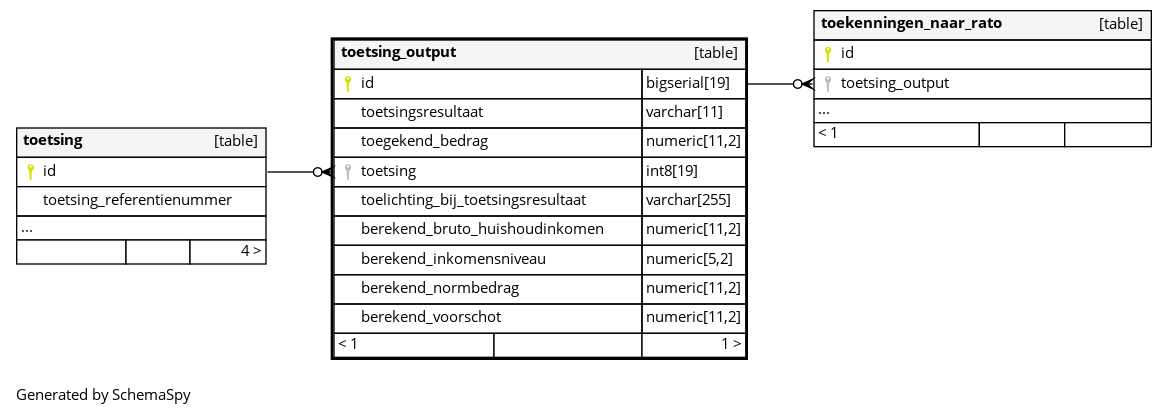 toetsing [table]
id
toetsing_referentienummer
...
4 >
toetsing_output [table]
id bigserial[19]
toetsingsresultaat varchar[11]
toegekend_bedrag numeric[11,2]
toetsing int8[19]
toelichting_bij_toetsingsresultaat varchar[255]
berekend_bruto_huishoudinkomen numeric[11,2]
berekend_inkomensniveau numeric[5,2]
berekend_normbedrag numeric[11,2]
berekend_voorschot numeric[11,2]
< 1 1 >
toekenningen_naar_rato [table]
id
toetsing_output
...
< 1
Generated by SchemaSpy